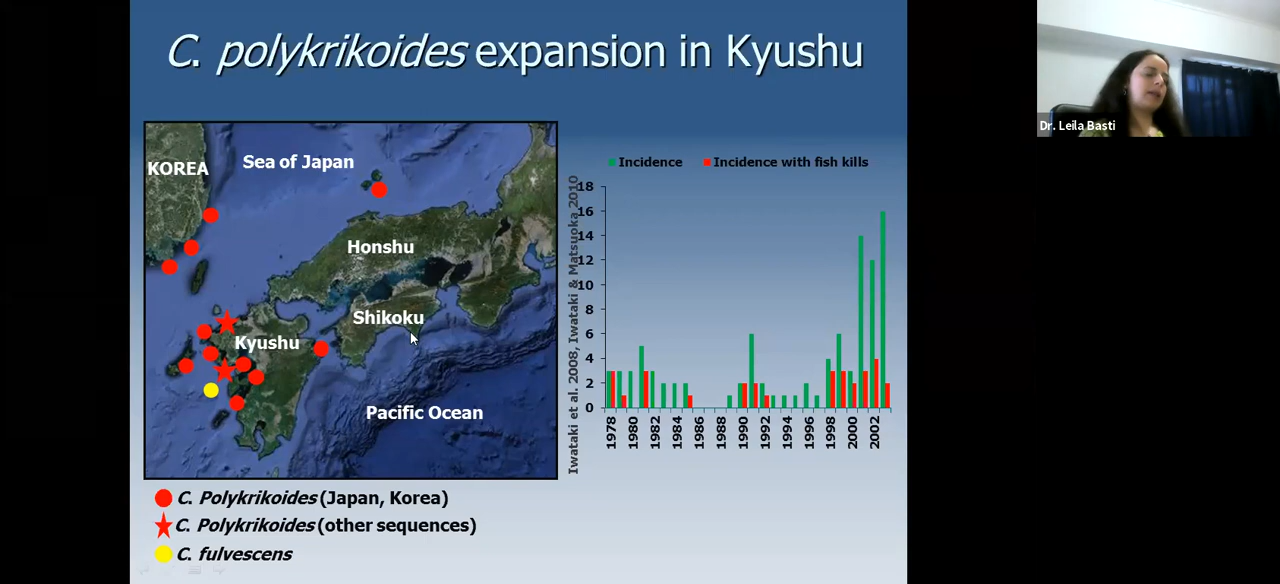 C. polykrikoides expansion in Kyushu
Dr. Leila Basti
KOREA
Sea of Japan
Honshu
Shikoku
Kyushu
Pacific Ocean
Incidence
Incidence with fish kills
Iwataki et al. 2008, Iwataki & Matsuoka 2010
18
16
14
12
10
8
6
4
2
0
1978
1980
1982
1984
1986
1988
1990
1992
1994
1996
1998
2000
2002
C. Polykrikoides (Japan, Korea)
C. Polykrikoides (other sequences)
C. fulvescens